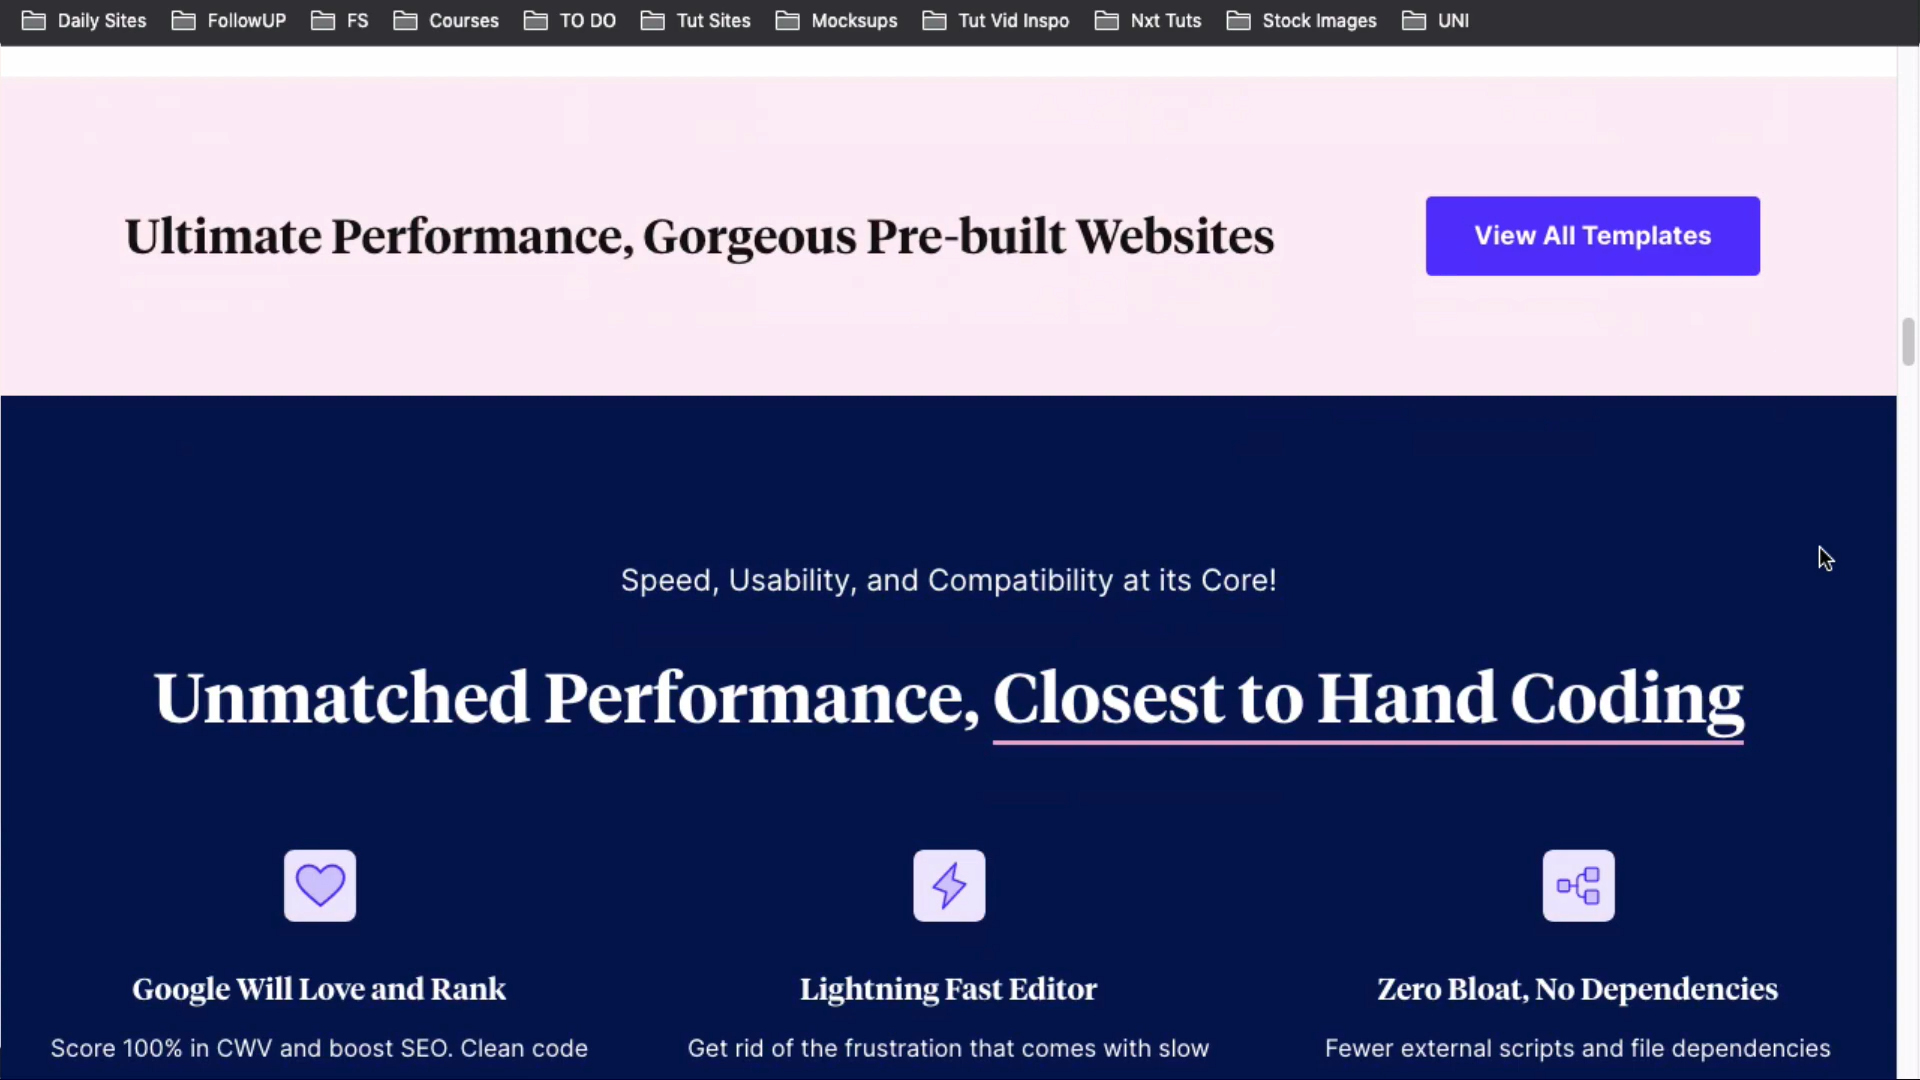 Daily Sites FollowUP FS Courses TO DO Tut Sites Mocksups Tut Vid Inspo Nxt Tuts Stock Images UNI
Ultimate Performance, Gorgeous Pre-built Websites
View All Templates
Speed, Usability, and Compatibility at its Core!
Unmatched Performance, Closest to Hand Coding
Google Will Love and Rank
Score 100% in CWV and boost SEO. Clean code
Lightning Fast Editor
Get rid of the frustration that comes with slow
Zero Bloat, No Dependencies
Fewer external scripts and file dependencies